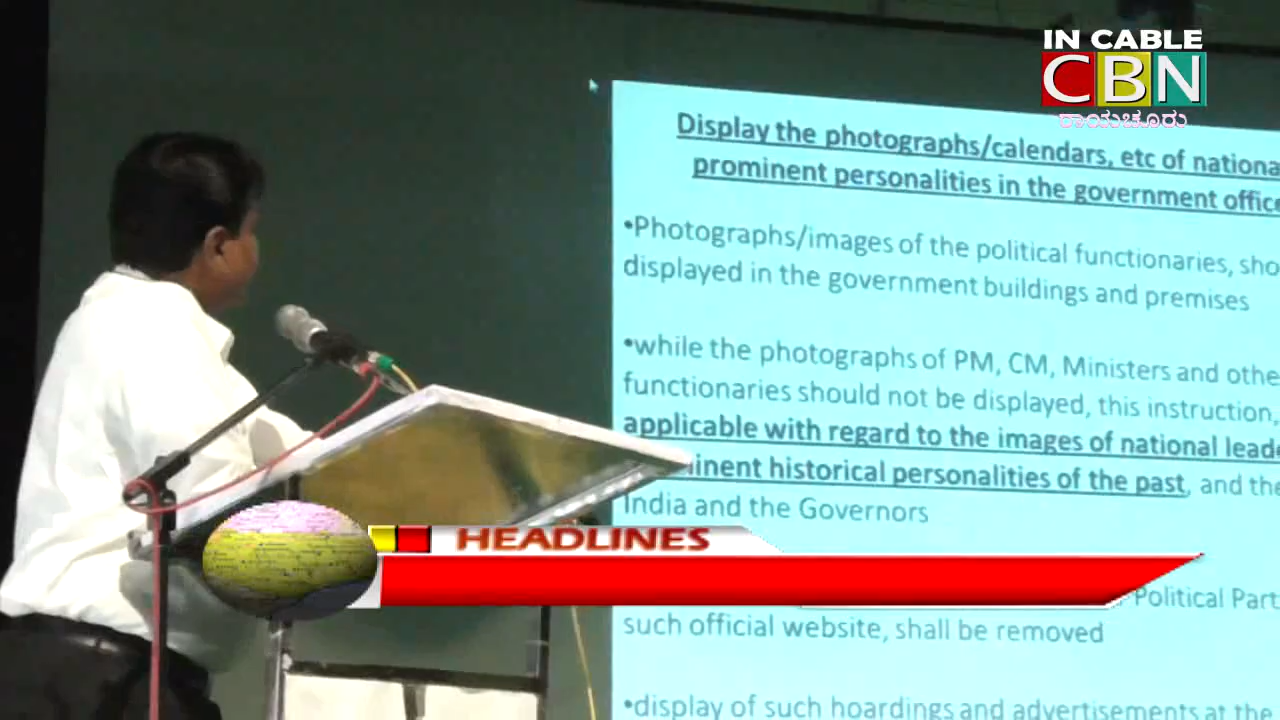 IN CABLE
CBN
ರಾಯಚೂರು
Display the photographs/calendars, etc of nationa
prominent personalities in the government office
•Photographs/images of the political functionaries, sho
displayed in the government buildings and premises
•while the photographs of PM, CM, Ministers and othe
functionaries should not be displayed, this instruction,
applicable with regard to the images of national leade
inent historical personalities of the past, and the
India and the Governors
HEADLINES
Political Part
such official website, shall be removed
•display of such hoardings and advertisements at the